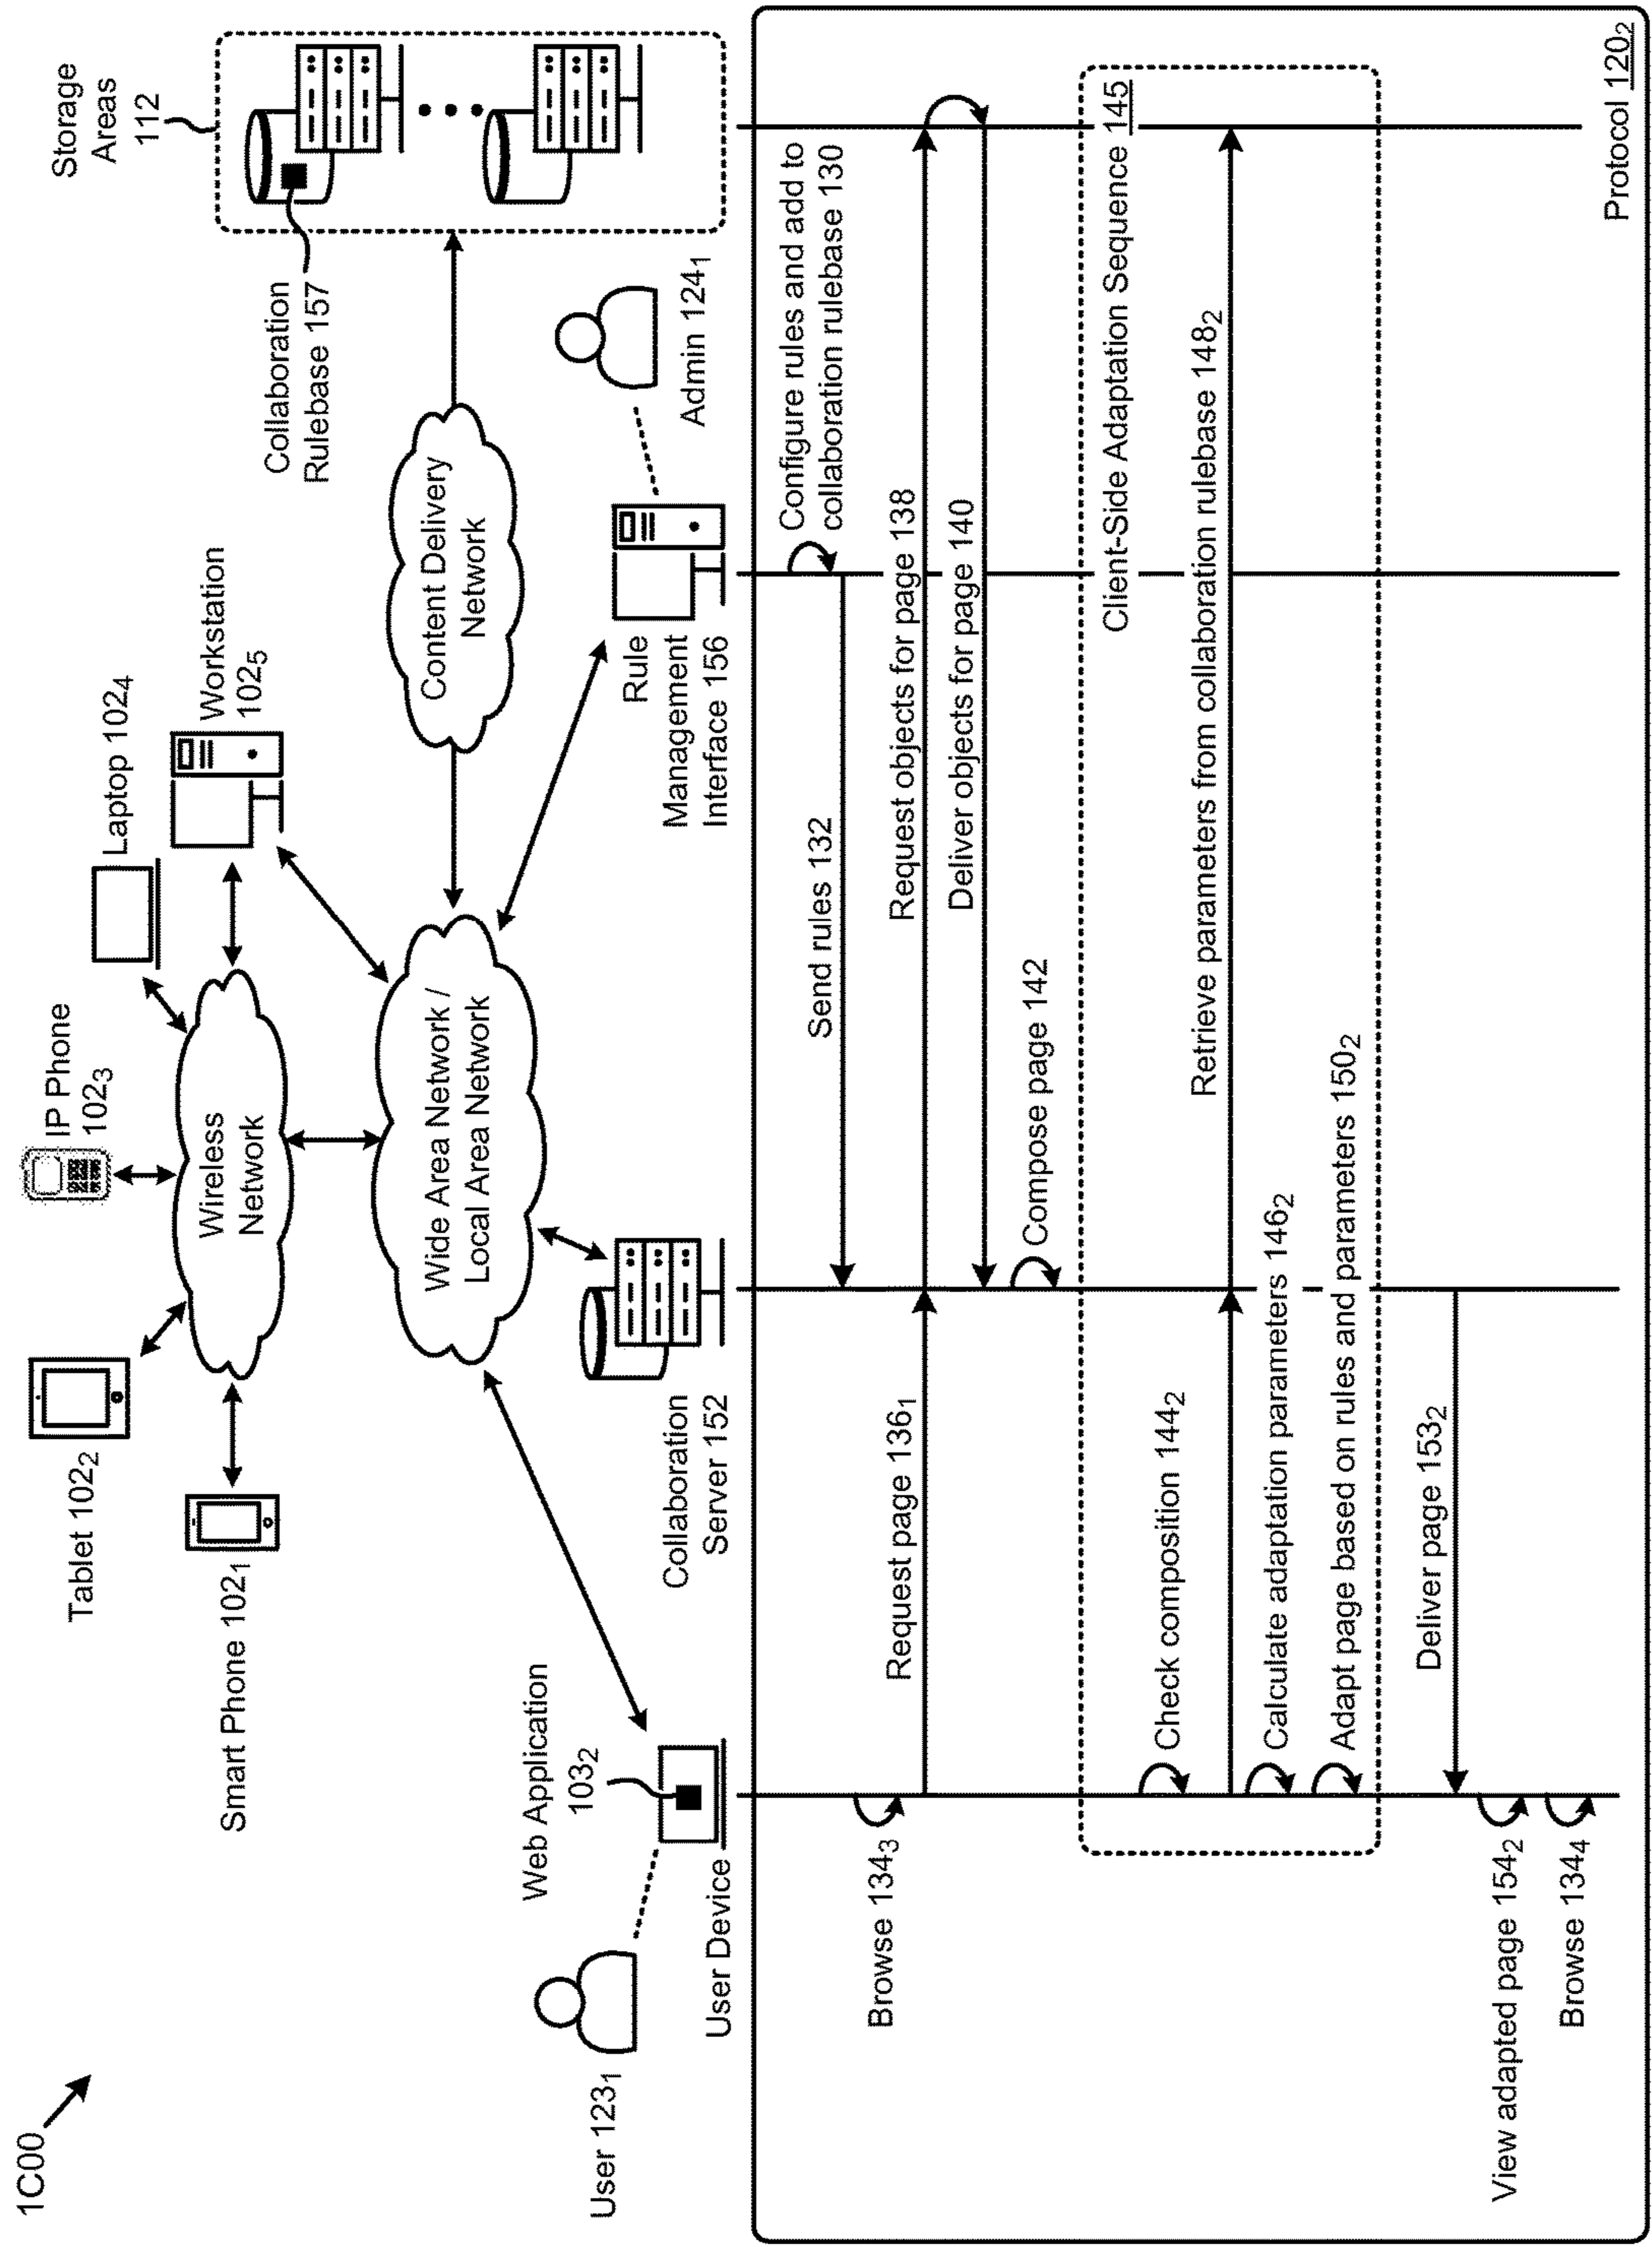 1C00
Tablet 102₂
IP Phone
102₃
Laptop 102₄
Workstation
102₅
Storage
Areas
112
Smart Phone 102₁
Wireless
Network
Collaboration
Rulebase 157
Wide Area Network /
Local Area Network
Content Delivery
Network
Web Application
103₂
User 123₁
User Device
Collaboration
Server 152
Rule
Management
Interface 156
Admin 124₁
Configure rules and add to
collaboration rulebase 130
Send rules 132
Browse 134₃
Request page 136₁
Request objects for page 138
Deliver objects for page 140
Compose page 142
Client-Side Adaptation Sequence 145
Check composition 144₂
Retrieve parameters from collaboration rulebase 148₂
Calculate adaptation parameters 146₂
Adapt page based on rules and parameters 150₂
Deliver page 153₂
View adapted page 154₂
Browse 134₄
Protocol 120₂